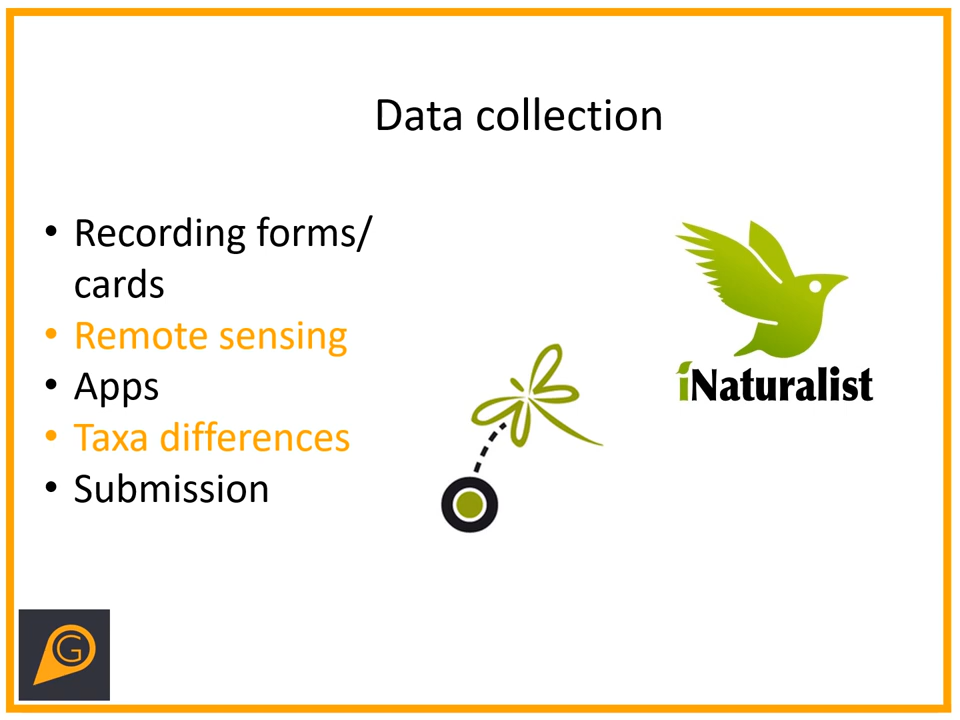 Data collection
• Recording forms/
cards
• Remote sensing
• Apps
• Taxa differences
• Submission
iNaturalist
G